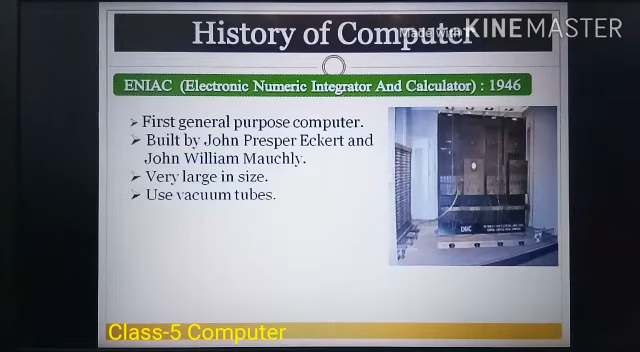 History of Computer
Made with KINEMASTER
ENIAC (Electronic Numeric Integrator And Calculator) : 1946
➢ First general purpose computer.
➢ Built by John Presper Eckert and
John William Mauchly.
➢ Very large in size.
➢ Use vacuum tubes.
ENIAC
Class-5 Computer